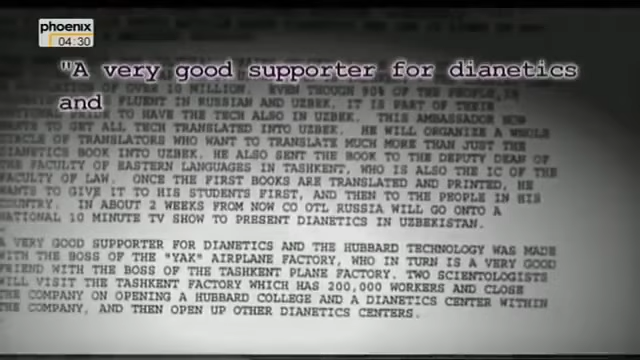 phoenix
04:30
"A very good supporter for dianetics
and
OF OVER 10 MILLION. EVEN THOUGH 90% OF THE PEOPLE IN
FLUENT IN RUSSIAN AND UZBEK, IT IS PART OF THEIR
TO HAVE THE TECH ALSO IN UZBEK. THIS AMBASSADOR NOW
TO GET ALL TECH TRANSLATED INTO UZBEK. HE WILL ORGANIZE A WHOLE
CIRCLE OF TRANSLATORS WHO WANT TO TRANSLATE MUCH MORE THAN JUST THE
DIANETICS BOOK INTO UZBEK. HE ALSO SENT THE BOOK TO THE DEPUTY DEAN OF
THE FACULTY OF EASTERN LANGUAGES IN TASHKENT, WHO IS ALSO THE IC OF THE
FACULTY OF LAW. ONCE THE FIRST BOOKS ARE TRANSLATED AND PRINTED, HE
WANTS TO GIVE IT TO HIS STUDENTS FIRST, AND THEN TO THE PEOPLE IN HIS
COUNTRY. IN ABOUT 2 WEEKS FROM NOW CO OTL RUSSIA WILL GO ONTO A
NATIONAL 10 MINUTE TV SHOW TO PRESENT DIANETICS IN UZBEKISTAN.
A VERY GOOD SUPPORTER FOR DIANETICS AND THE HUBBARD TECHNOLOGY WAS MADE
WITH THE BOSS OF THE "YAK" AIRPLANE FACTORY, WHO IN TURN IS A VERY GOOD
FRIEND WITH THE BOSS OF THE TASHKENT PLANE FACTORY. TWO SCIENTOLOGISTS
WILL VISIT THE TASHKENT FACTORY WHICH HAS 200,000 WORKERS AND CLOSE
THE COMPANY ON OPENING A HUBBARD COLLEGE AND A DIANETICS CENTER WITHIN
THE COMPANY, AND THEN OPEN UP OTHER DIANETICS CENTERS.